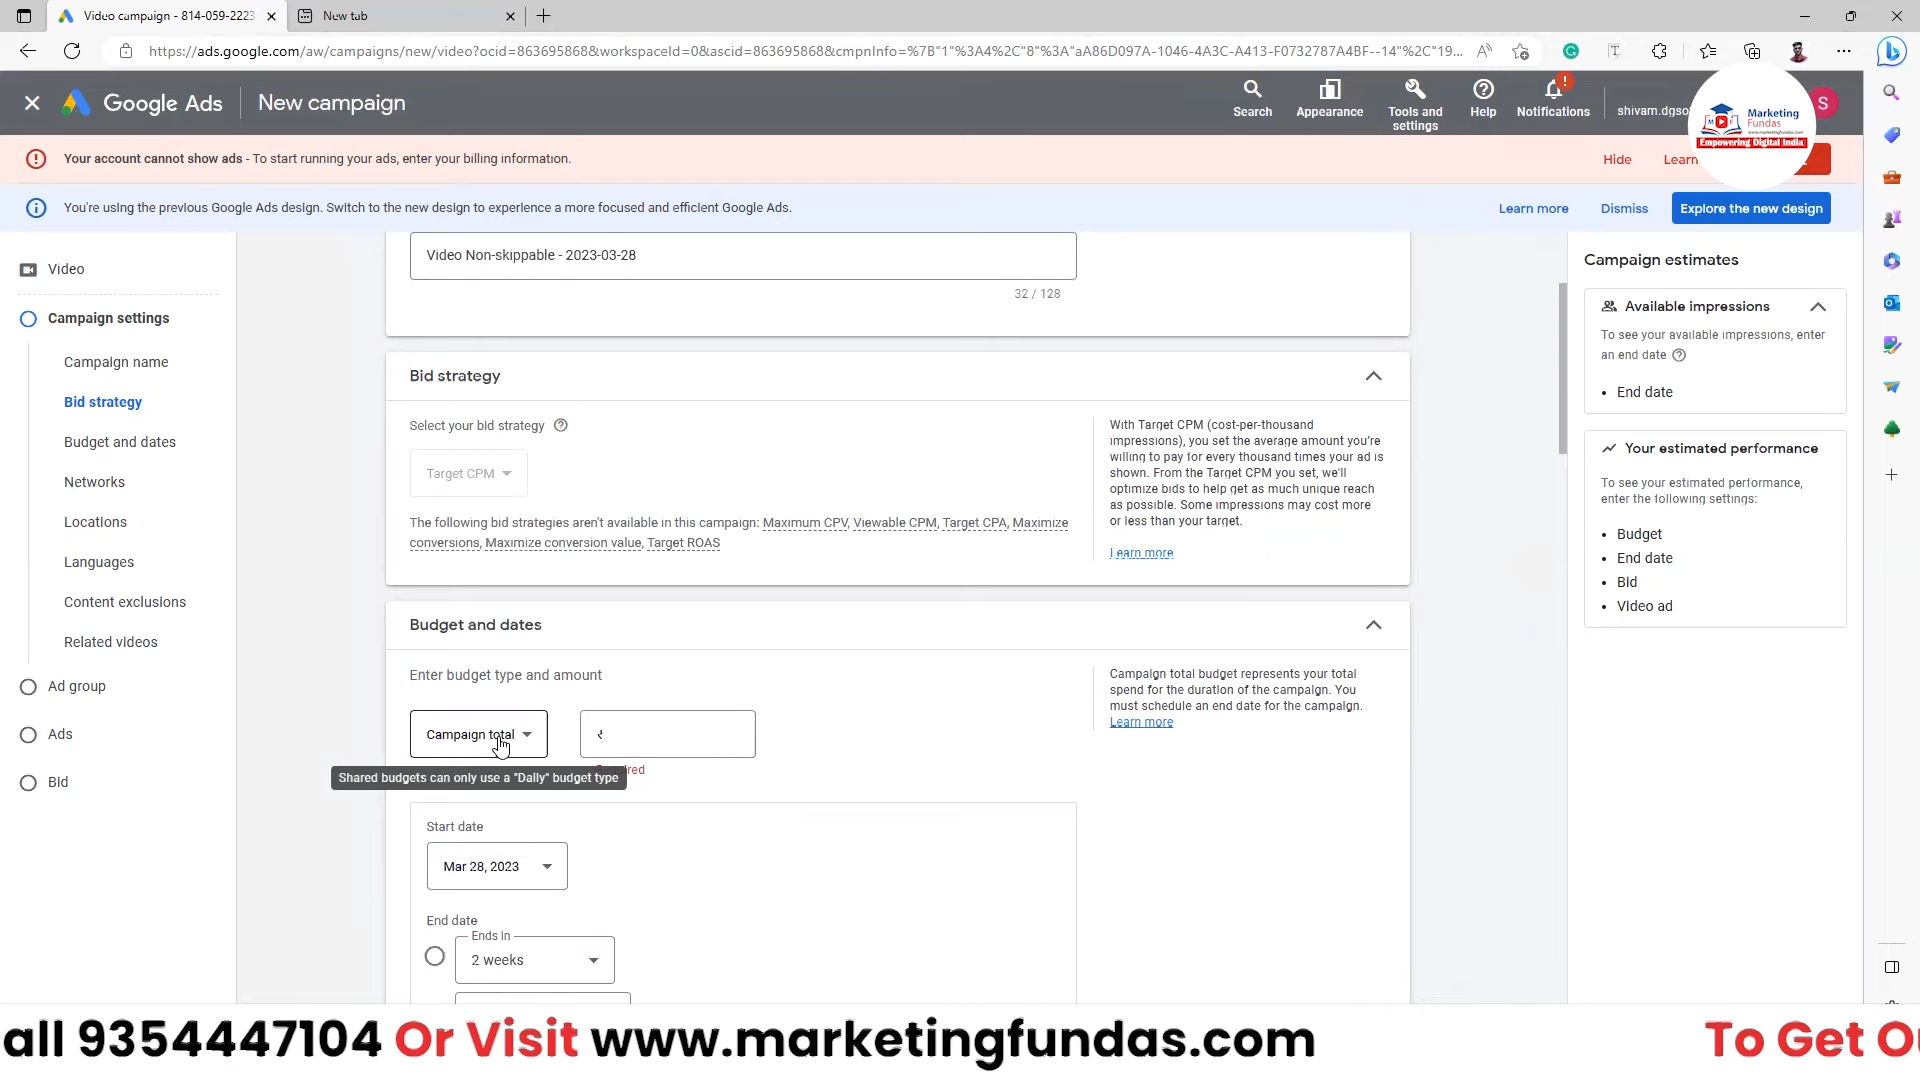 Video campaign - 814-059-2223
New tab
https://ads.google.com/aw/campaigns/new/video?ocid=863695868&workspaceId=0&ascid=863695868&cmpnInfo=%7B"1"%3A4%2C"8"%3A"aA86D097A-1046-4A3C-A413-F0732787A4BF--14"%2C"19...
Google Ads
New campaign
Search
Appearance
Tools and settings
Help
Notifications
shivam.dgso
S
Marketing
Fundas
www.marketingfundas.com
Empowering Digital India
Your account cannot show ads - To start running your ads, enter your billing information.
Hide
Learn
You're using the previous Google Ads design. Switch to the new design to experience a more focused and efficient Google Ads.
Learn more
Dismiss
Explore the new design
Video
Campaign settings
Campaign name
Bid strategy
Budget and dates
Networks
Locations
Languages
Content exclusions
Related videos
Ad group
Ads
Bid
Video Non-skippable - 2023-03-28
32 / 128
Bid strategy
Select your bid strategy
Target CPM
The following bid strategies aren't available in this campaign: Maximum CPV, Viewable CPM, Target CPA, Maximize
conversions, Maximize conversion value, Target ROAS
With Target CPM (cost-per-thousand
impressions), you set the average amount you're
willing to pay for every thousand times your ad is
shown. From the Target CPM you set, we'll
optimize bids to help get as much unique reach
as possible. Some impressions may cost more
or less than your target.
Learn more
Budget and dates
Enter budget type and amount
Campaign total
₹
Shared budgets can only use a "Daily" budget type
Campaign total budget represents your total
spend for the duration of the campaign. You
must schedule an end date for the campaign.
Learn more
Start date
Mar 28, 2023
End date
Ends in
2 weeks
Campaign estimates
Available impressions
To see your available impressions, enter
an end date
• End date
Your estimated performance
To see your estimated performance,
enter the following settings:
• Budget
• End date
• Bid
• Video ad
all 9354447104 Or Visit www.marketingfundas.com
To Get Ou